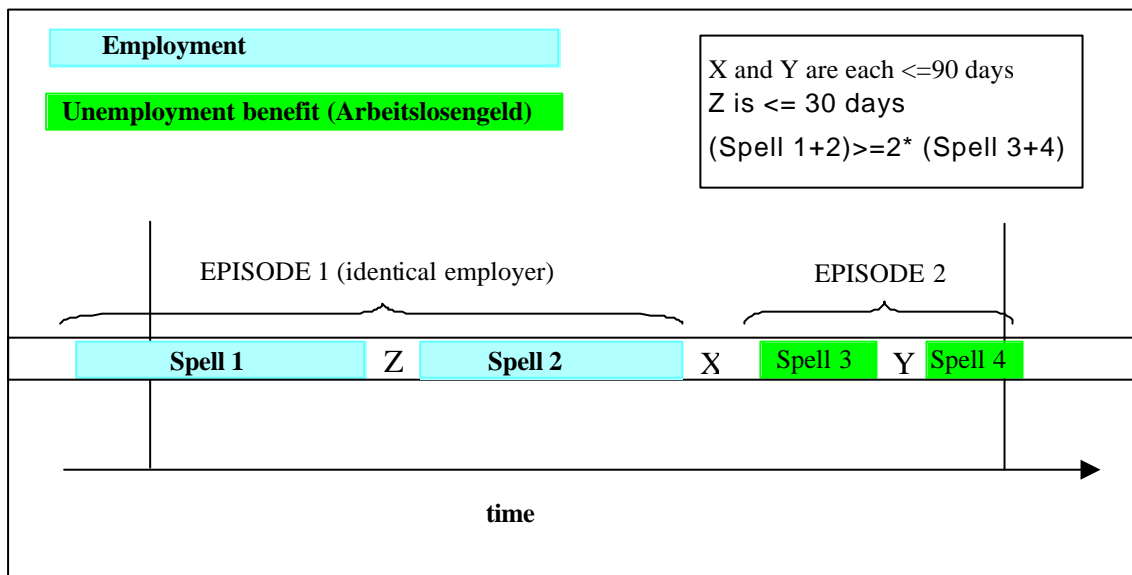 Employment
Unemployment benefit (Arbeitslosengeld)
X and Y are each <=90 days
Z is <= 30 days
(Spell 1+2)>=2* (Spell 3+4)
EPISODE 1 (identical employer)
EPISODE 2
Spell 1 Z Spell 2 X Spell 3 Y Spell 4
time